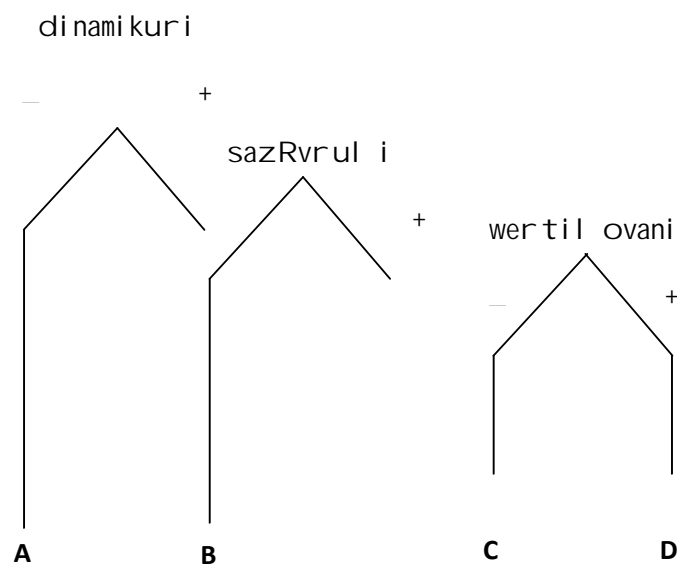 dinamikuri
_ +
sazRvruli
+
wertilovani
_ +
A B C D